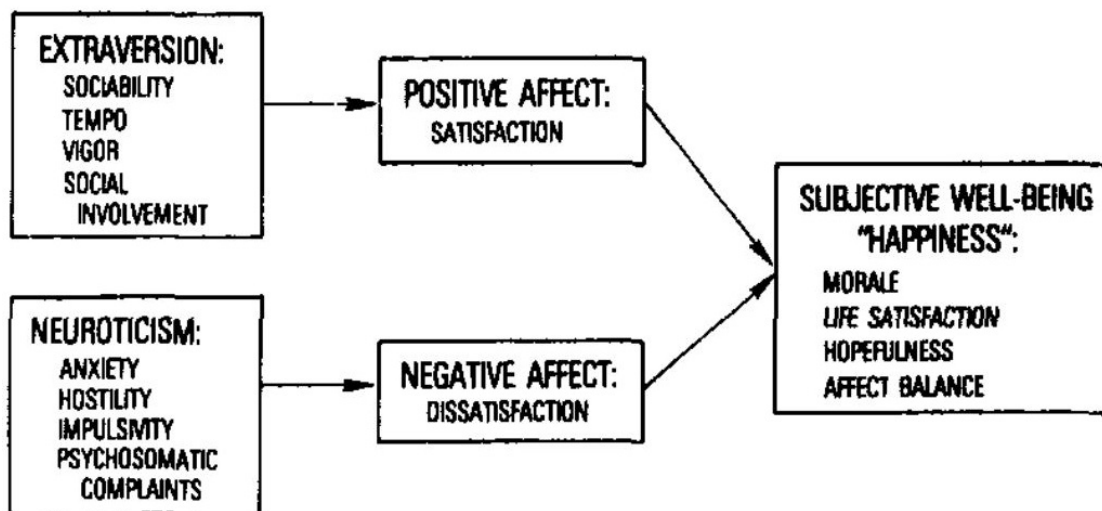 EXTRAVERSION:
SOCIABILITY
TEMPO
VIGOR
SOCIAL
INVOLVEMENT
POSITIVE AFFECT:
SATISFACTION
NEUROTICISM:
ANXIETY
HOSTILITY
IMPULSIVITY
PSYCHOSOMATIC
COMPLAINTS
NEGATIVE AFFECT:
DISSATISFACTION
SUBJECTIVE WELL-BEING
"HAPPINESS":
MORALE
LIFE SATISFACTION
HOPEFULNESS
AFFECT BALANCE